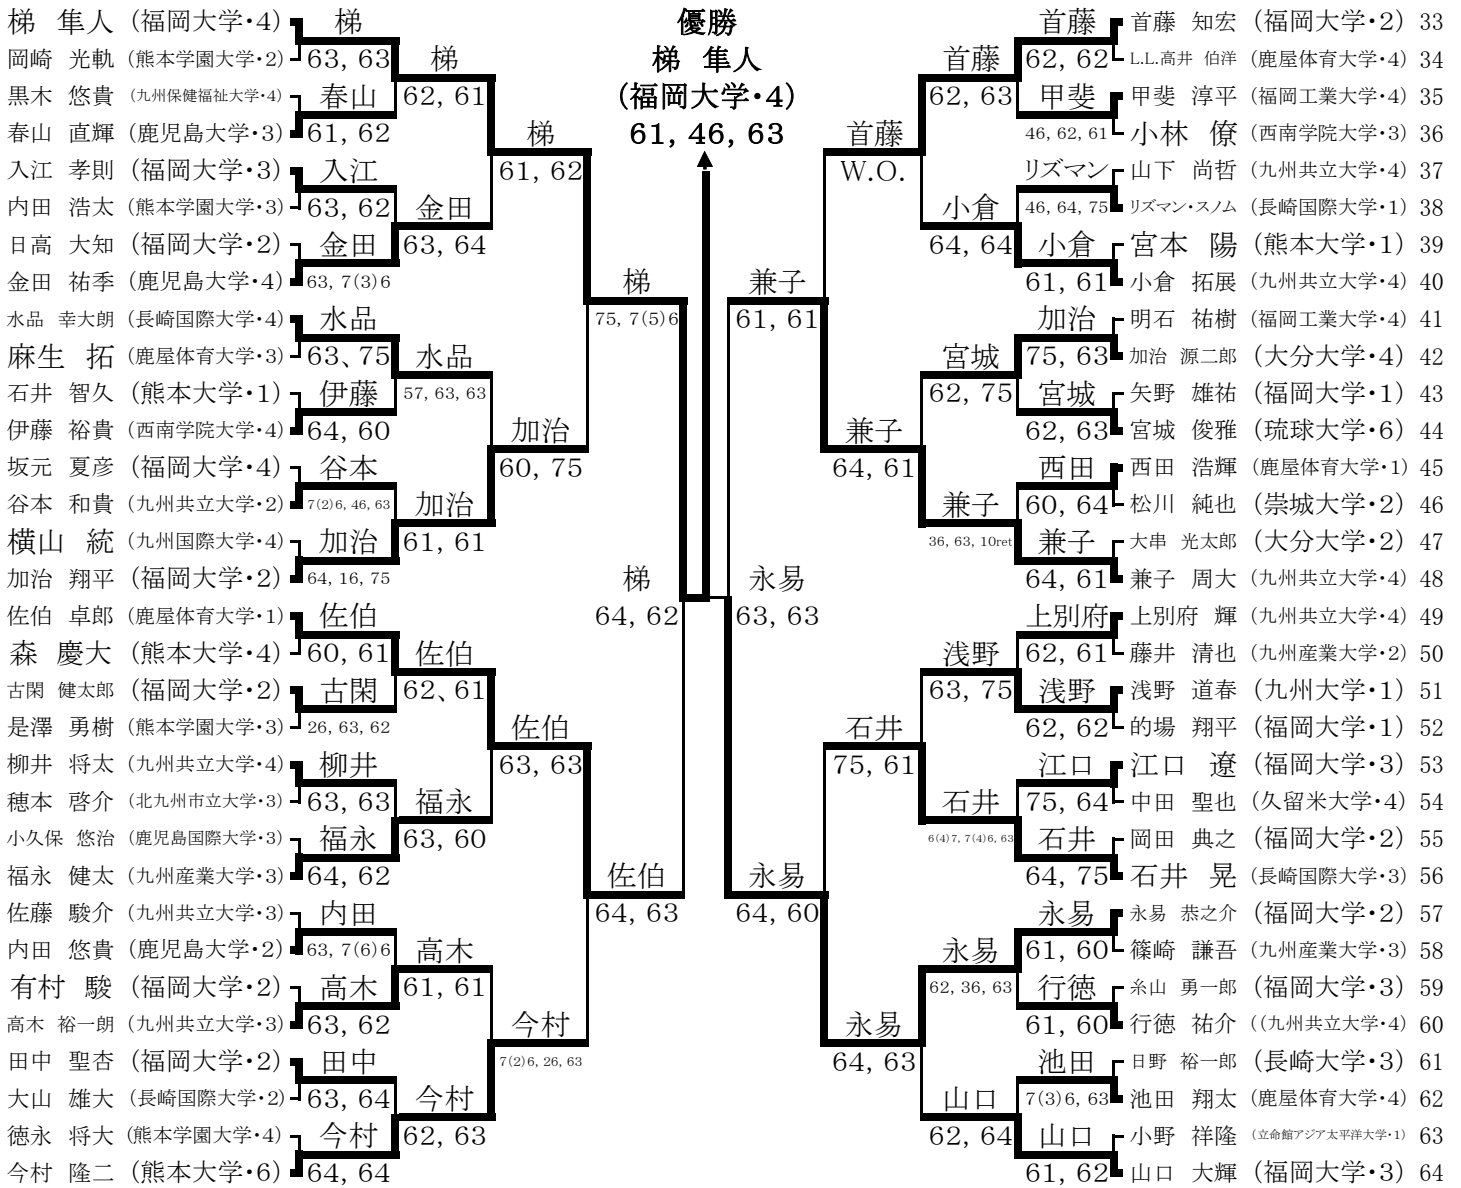 優勝
梯 隼人
(福岡大学・4)
61, 46, 63
梯 隼人 (福岡大学・4)
岡崎 光軌 (熊本学園大学・2)
黒木 悠貴 (九州保健福祉大学・4)
春山 直輝 (鹿児島大学・3)
入江 孝則 (福岡大学・3)
内田 浩太 (熊本学園大学・3)
日高 大知 (福岡大学・2)
金田 祐季 (鹿児島大学・4)
水品 幸大朗 (長崎国際大学・4)
麻生 拓 (鹿屋体育大学・3)
石井 智久 (熊本大学・1)
伊藤 裕貴 (西南学院大学・4)
坂元 夏彦 (福岡大学・4)
谷本 和貴 (九州共立大学・2)
横山 統 (九州国際大学・4)
加治 翔平 (福岡大学・2)
佐伯 卓郎 (鹿屋体育大学・1)
森 慶大 (熊本大学・4)
古閑 健太郎 (福岡大学・2)
是澤 勇樹 (熊本学園大学・3)
柳井 将太 (九州共立大学・4)
穂本 啓介 (北九州市立大学・3)
小久保 悠治 (鹿児島国際大学・3)
福永 健太 (九州産業大学・3)
佐藤 駿介 (九州共立大学・3)
内田 悠貴 (鹿児島大学・2)
有村 駿 (福岡大学・2)
高木 裕一朗 (九州共立大学・3)
田中 聖杏 (福岡大学・2)
大山 雄大 (長崎国際大学・2)
徳永 将大 (熊本学園大学・4)
今村 隆二 (熊本大学・6)
梯
63, 63
春山
61, 62
入江
63, 62
金田
63, 7(3)6
水品
63、75
伊藤
64, 60
谷本
7(2)6, 46, 63
加治
64, 16, 75
佐伯
60, 61
古閑
26, 63, 62
柳井
63, 63
福永
64, 62
内田
63, 7(6)6
高木
63, 62
田中
63, 64
今村
64, 64
梯
62, 61
金田
63, 64
水品
57, 63, 63
加治
61, 61
佐伯
62、61
福永
63, 60
高木
61, 61
今村
62, 63
梯
61, 62
加治
60, 75
佐伯
63, 63
今村
7(2)6, 26, 63
梯
75, 7(5)6
佐伯
64, 63
梯
64, 62
永易
63, 63
兼子
61, 61
永易
64, 60
首藤
W.O.
兼子
64, 61
石井
75, 61
永易
64, 63
首藤
62, 63
小倉
64, 64
宮城
62, 75
兼子
36, 63, 10ret
浅野
63, 75
石井
6(4)7, 7(4)6, 63
永易
62, 36, 63
山口
62, 64
首藤
62, 62
甲斐
46, 62, 61
リズマン
46, 64, 75
小倉
61, 61
加治
75, 63
宮城
62, 63
西田
60, 64
兼子
64, 61
上別府
62, 61
浅野
62, 62
江口
75, 64
石井
64, 75
永易
61, 60
行徳
61, 60
池田
7(3)6, 63
山口
61, 62
首藤 知宏 (福岡大学・2) 33
L.L.高井 伯洋 (鹿屋体育大学・4) 34
甲斐 淳平 (福岡工業大学・4) 35
小林 僚 (西南学院大学・3) 36
山下 尚哲 (九州共立大学・4) 37
リズマン・スノム (長崎国際大学・1) 38
宮本 陽 (熊本大学・1) 39
小倉 拓展 (九州共立大学・4) 40
明石 祐樹 (福岡工業大学・4) 41
加治 源二郎 (大分大学・4) 42
矢野 雄祐 (福岡大学・1) 43
宮城 俊雅 (琉球大学・6) 44
西田 浩輝 (鹿屋体育大学・1) 45
松川 純也 (崇城大学・2) 46
大串 光太郎 (大分大学・2) 47
兼子 周大 (九州共立大学・4) 48
上別府 輝 (九州共立大学・4) 49
藤井 清也 (九州産業大学・2) 50
浅野 道春 (九州大学・1) 51
的場 翔平 (福岡大学・1) 52
江口 遼 (福岡大学・3) 53
中田 聖也 (久留米大学・4) 54
岡田 典之 (福岡大学・2) 55
石井 晃 (長崎国際大学・3) 56
永易 恭之介 (福岡大学・2) 57
篠崎 謙吾 (九州産業大学・3) 58
糸山 勇一郎 (福岡大学・3) 59
行徳 祐介 ((九州共立大学・4) 60
日野 裕一郎 (長崎大学・3) 61
池田 翔太 (鹿屋体育大学・4) 62
小野 祥隆 (立命館アジア太平洋大学・1) 63
山口 大輝 (福岡大学・3) 64